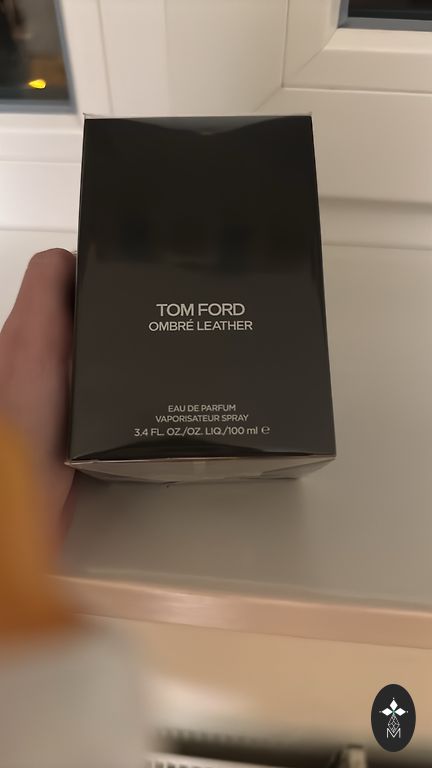 TOM FORD
OMBRÉ LEATHER
EAU DE PARFUM
VAPORISATEUR SPRAY
3.4 FL. OZ./OZ. LIQ./100 ml ℮
M